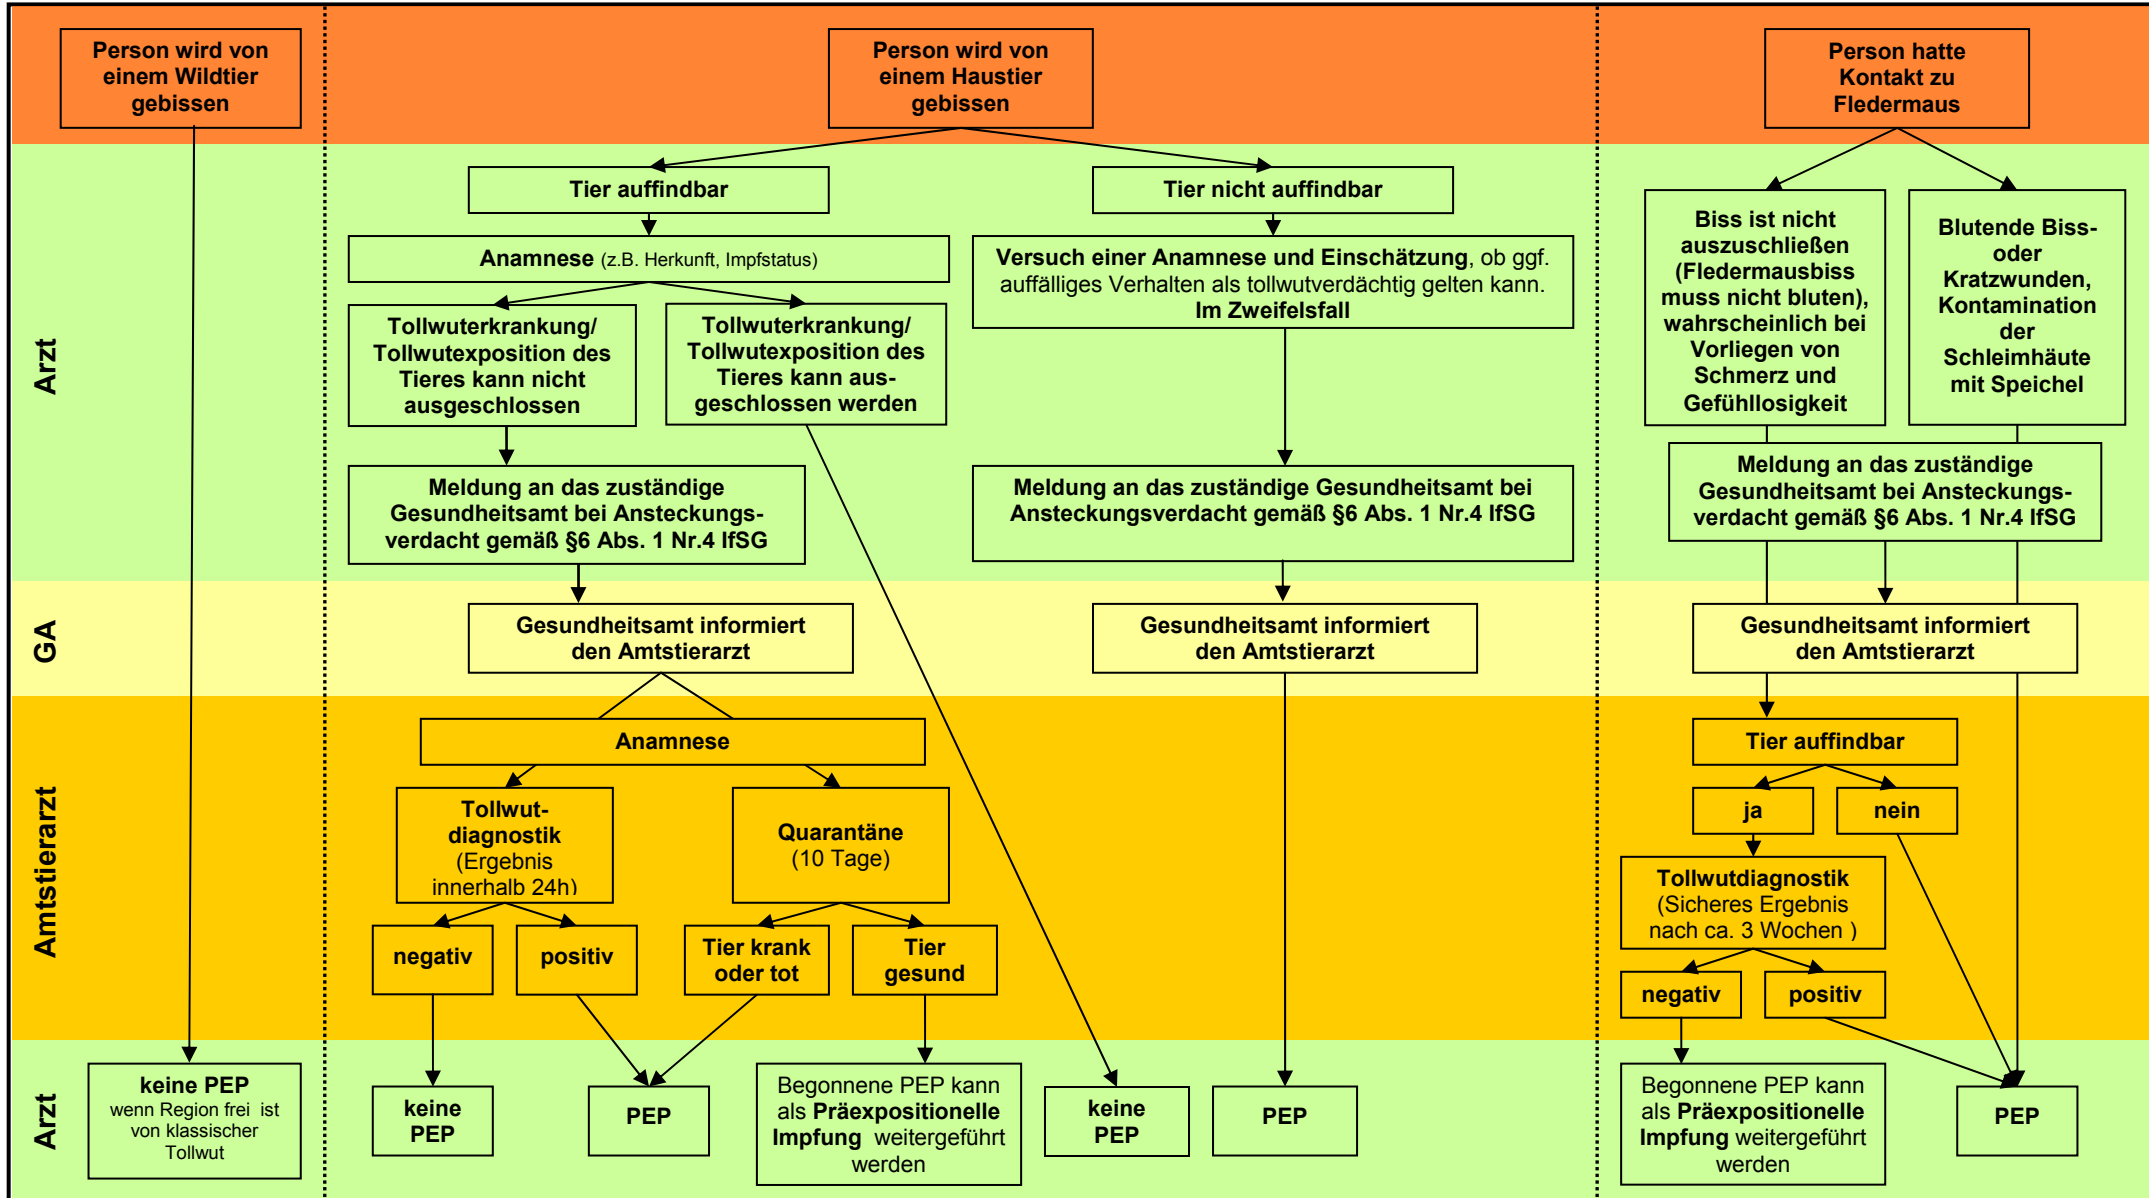 Person wird von
einem Wildtier
gebissen
Person wird von
einem Haustier
gebissen
Person hatte
Kontakt zu
Fledermaus
Arzt
Tier auffindbar
Anamnese (z.B. Herkunft, Impfstatus)
Tollwuterkrankung/
Tollwutexposition des
Tieres kann nicht
ausgeschlossen
Tollwuterkrankung/
Tollwutexposition des
Tieres kann aus-
geschlossen werden
Meldung an das zuständige
Gesundheitsamt bei Ansteckungs-
verdacht gemäß §6 Abs. 1 Nr.4 IfSG
Tier nicht auffindbar
Versuch einer Anamnese und Einschätzung, ob ggf.
auffälliges Verhalten als tollwutverdächtig gelten kann.
Im Zweifelsfall
Meldung an das zuständige Gesundheitsamt bei
Ansteckungsverdacht gemäß §6 Abs. 1 Nr.4 IfSG
Biss ist nicht
auszuschließen
(Fledermausbiss
muss nicht bluten),
wahrscheinlich bei
Vorliegen von
Schmerz und
Gefühllosigkeit
Blutende Biss-
oder
Kratzwunden,
Kontamination
der
Schleimhäute
mit Speichel
Meldung an das zuständige
Gesundheitsamt bei Ansteckungs-
verdacht gemäß §6 Abs. 1 Nr.4 IfSG
GA
Gesundheitsamt informiert
den Amtstierarzt
Gesundheitsamt informiert
den Amtstierarzt
Gesundheitsamt informiert
den Amtstierarzt
Amtstierarzt
Anamnese
Tollwut-
diagnostik
(Ergebnis
innerhalb 24h)
Quarantäne
(10 Tage)
negativ
positiv
Tier krank
oder tot
Tier
gesund
Tier auffindbar
ja
nein
Tollwutdiagnostik
(Sicheres Ergebnis
nach ca. 3 Wochen )
negativ
positiv
Arzt
keine PEP
wenn Region frei ist
von klassischer
Tollwut
keine
PEP
PEP
Begonnene PEP kann
als Präexpositionelle
Impfung weitergeführt
werden
keine
PEP
PEP
Begonnene PEP kann
als Präexpositionelle
Impfung weitergeführt
werden
PEP